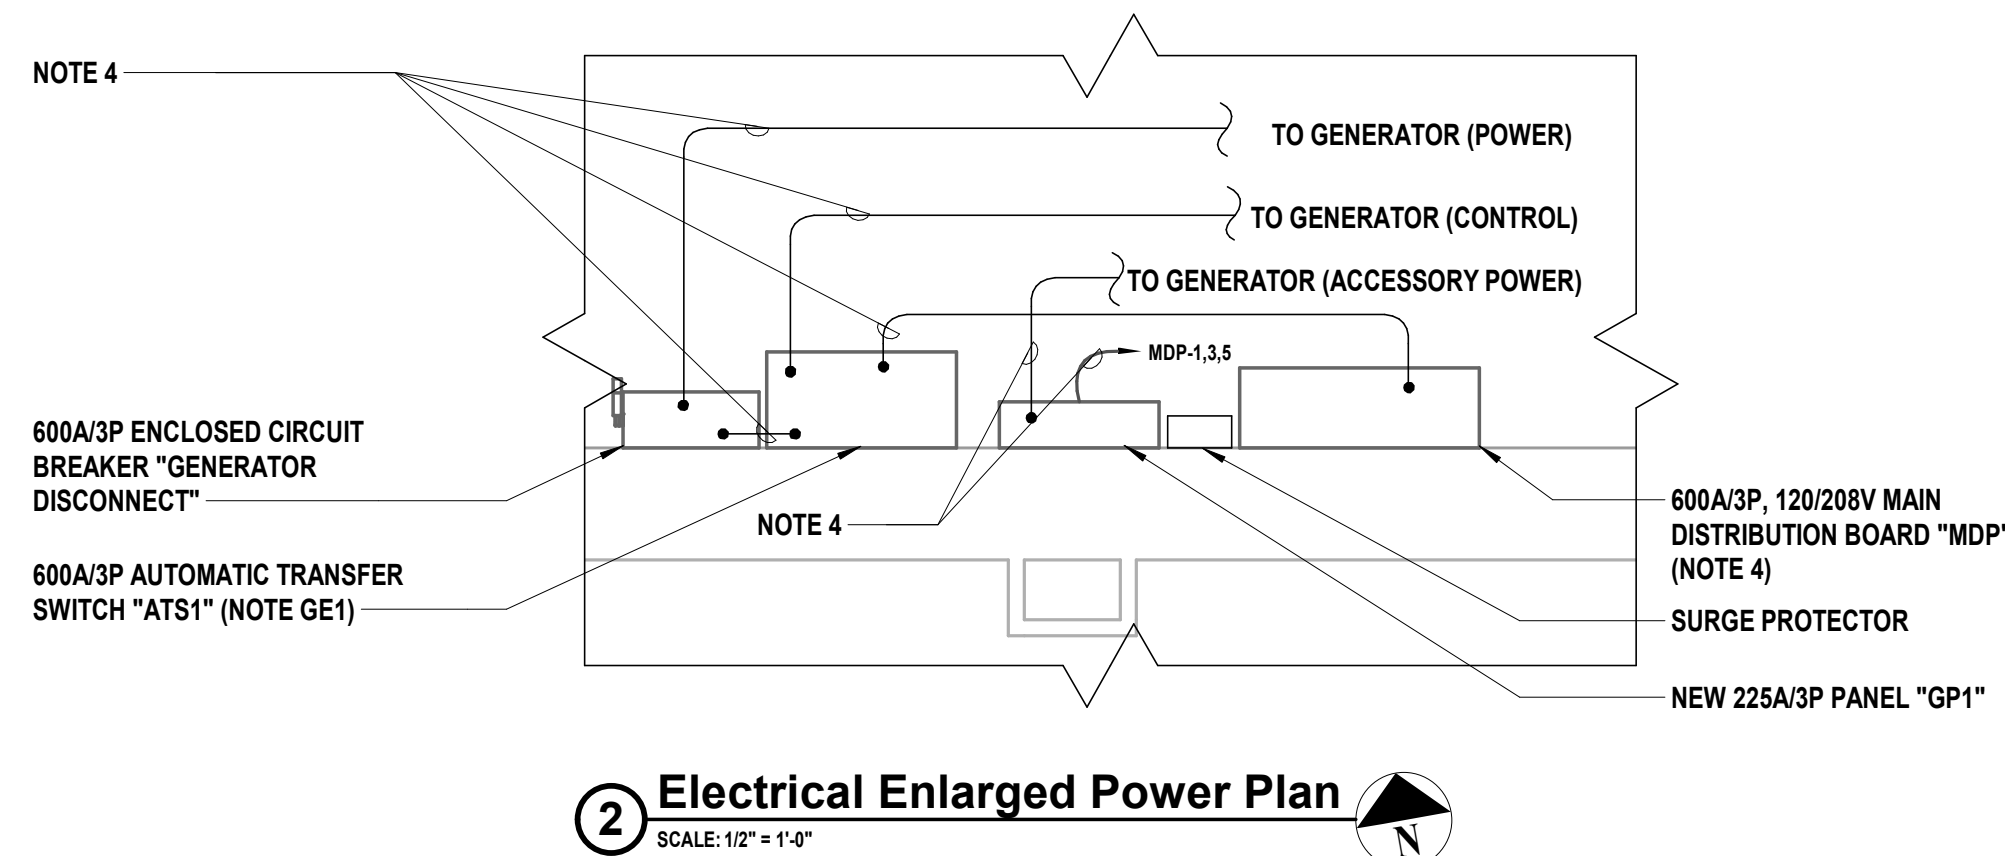 NOTE 4
TO GENERATOR (POWER)
TO GENERATOR (CONTROL)
TO GENERATOR (ACCESSORY POWER)
MDP-1,3,5
600A/3P ENCLOSED CIRCUIT
BREAKER "GENERATOR
DISCONNECT"
NOTE 4
600A/3P AUTOMATIC TRANSFER
SWITCH "ATS1" (NOTE GE1)
600A/3P, 120/208V MAIN
DISTRIBUTION BOARD "MDP"
(NOTE 4)
SURGE PROTECTOR
NEW 225A/3P PANEL "GP1"
2
Electrical Enlarged Power Plan
SCALE: 1/2" = 1'-0"
N